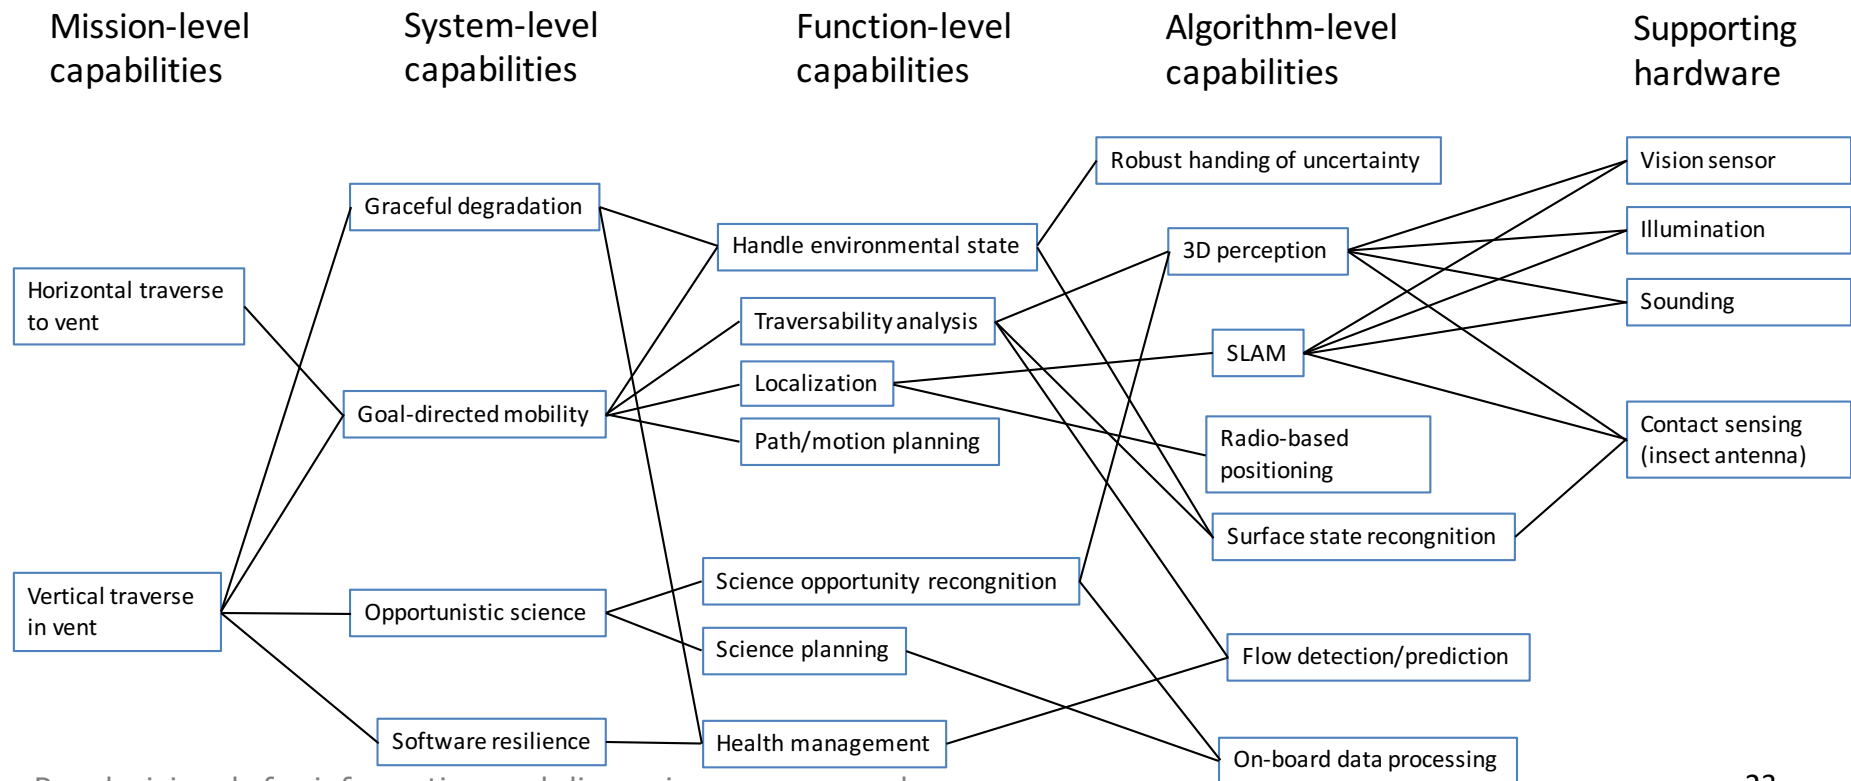 Mission-level
capabilities
System-level
capabilities
Function-level
capabilities
Algorithm-level
capabilities
Supporting
hardware
Horizontal traverse
to vent
Vertical traverse
in vent
Graceful degradation
Goal-directed mobility
Opportunistic science
Software resilience
Handle environmental state
Traversability analysis
Localization
Path/motion planning
Science opportunity recongnition
Science planning
Health management
Robust handing of uncertainty
3D perception
SLAM
Radio-based
positioning
Surface state recongnition
Flow detection/prediction
On-board data processing
Vision sensor
Illumination
Sounding
Contact sensing
(insect antenna)